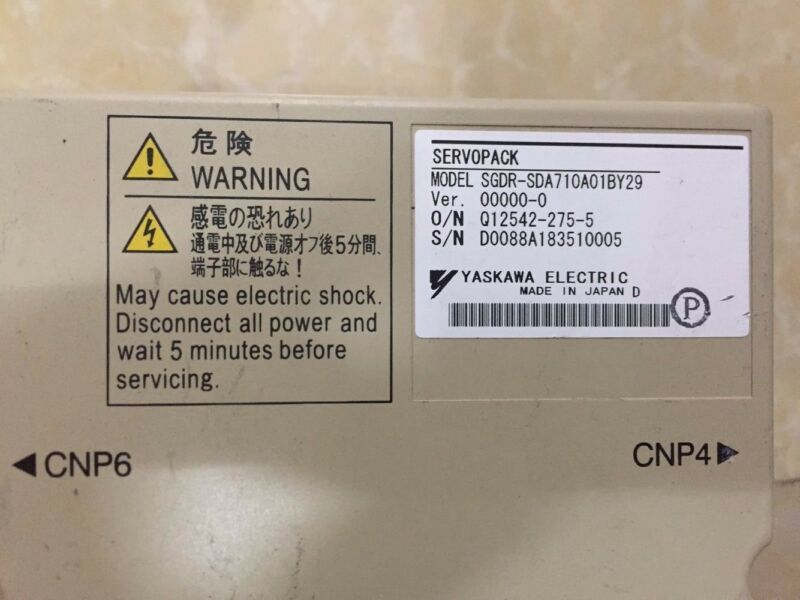 危険
WARNING
感電の恐れあり
通電中及び電源オフ後5分間、
端子部に触るな！
May cause electric shock.
Disconnect all power and
wait 5 minutes before
servicing.
SERVOPACK
MODEL SGDR-SDA710A01BY29
Ver. 00000-0
O/N Q12542-275-5
S/N D0088A183510005
YASKAWA ELECTRIC
MADE IN JAPAN D
P
◀CNP6
CNP4▶